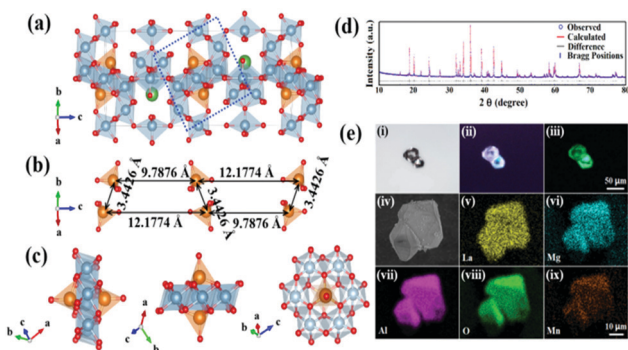 (a)
b
c
a
(b)
9.7876 Å
12.1774 Å
3.4426 Å
3.4426 Å
3.4426 Å
12.1774 Å
9.7876 Å
b
c
a
(c)
c
a
b
a
c
b
a
b
c
(d)
Intensity (a.u.)
Observed
Calculated
Difference
Bragg Positions
10 20 30 40 50 60 70 80 90
2 θ (degree)
(e)
(i)
(ii)
(iii)
50 μm
(iv)
(v)
(vi)
La
Mg
(vii)
(viii)
(ix)
Al
O
Mn
10 μm